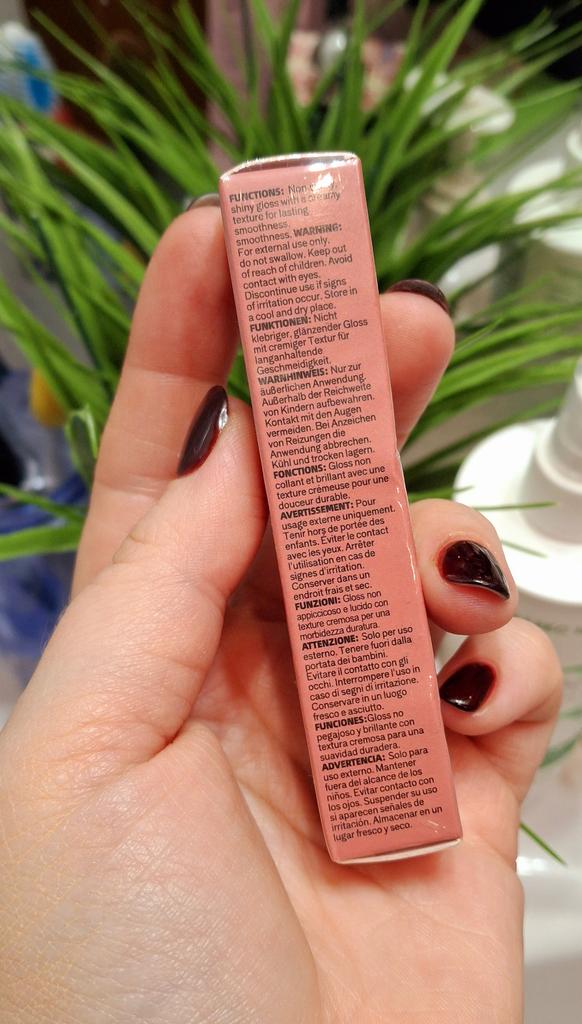 FUNCTIONS: Non
shiny gloss with a creamy
texture for lasting
smoothness.
smoothness. WARNING:
For external use only,
do not swallow. Keep out
of reach of children. Avoid
contact with eyes.
Discontinue use if signs
of irritation occur. Store in
a cool and dry place.
FUNKTIONEN: Nicht
klebriger, glänzender Gloss
mit cremiger Textur für
langanhaltende
Geschmeidigkeit.
WARNHINWEIS: Nur zur
äußerlichen Anwendung.
Außerhalb der Reichweite
von Kindern aufbewahren.
Kontakt mit den Augen
vermeiden. Bei Anzeichen
von Reizungen die
Anwendung abbrechen.
Kühl und trocken lagern.
FONCTIONS: Gloss non
collant et brillant avec une
texture crémeuse pour une
douceur durable.
AVERTISSEMENT: Pour
usage externe uniquement.
Tenir hors de portée des
enfants. Éviter le contact
avec les yeux. Arrêter
l'utilisation en cas de
signes d'irritation.
Conserver dans un
endroit frais et sec.
FUNZIONI: Gloss non
appiccicoso e lucido con
texture cremosa per una
morbidezza duratura.
ATTENZIONE: Solo per uso
esterno. Tenere fuori dalla
portata dei bambini.
Evitare il contatto con gli
occhi. Interrompere l'uso in
caso di segni di irritazione.
Conservare in un luogo
fresco e asciutto.
FUNCIONES:Gloss no
pegajoso y brillante con
textura cremosa para una
suavidad duradera.
ADVERTENCIA: Solo para
uso externo. Mantener
fuera del alcance de los
niños. Evitar contacto con
los ojos. Suspender su uso
si aparecen señales de
irritación. Almacenar en un
lugar fresco y seco.